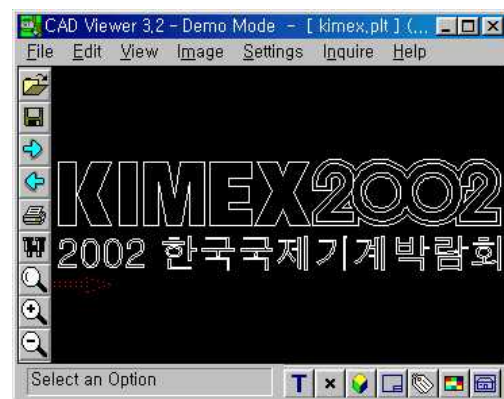 CAD Viewer 3,2 - Demo Mode - [ kimex,plt ] (...
File Edit View Image Settings Inquire Help
KIMEX2002
2002 한국국제기계박람회
Select an Option
T